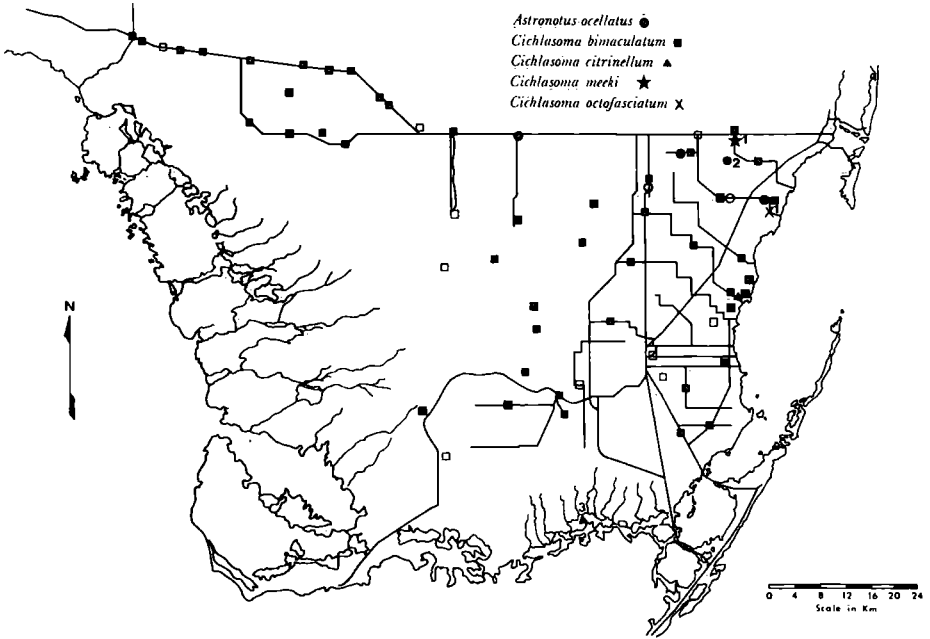 Astronotus ocellatus ●
Cichlasoma bimaculatum ■
Cichlasoma citrinellum ▲
Cichlasoma meeki ★
Cichlasoma octofasciatum X
1
2
1
N
3
0 4 8 12 16 20 24
Scale in Km